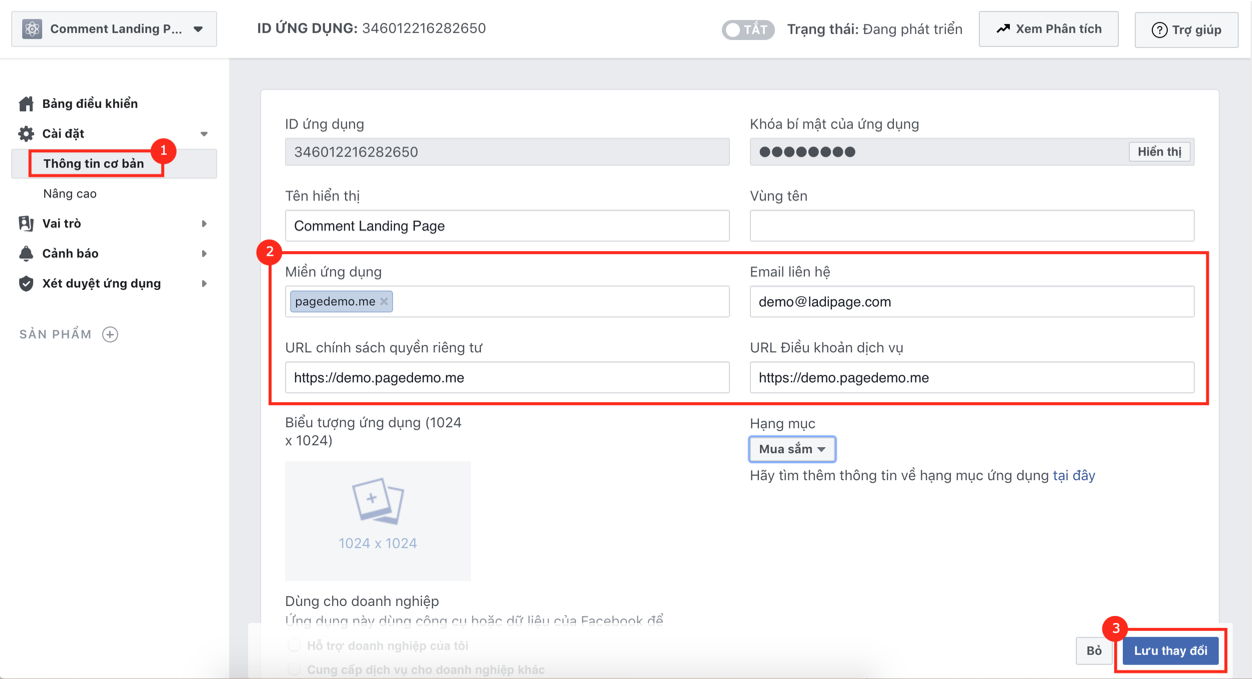 Comment Landing P...
ID ỨNG DỤNG: 346012216282650
TẮT
Trạng thái: Đang phát triển
Xem Phân tích
Trợ giúp
Bảng điều khiển
Cài đặt
1
Thông tin cơ bản
Nâng cao
Vai trò
Cảnh báo
Xét duyệt ứng dụng
SẢN PHẨM
ID ứng dụng
346012216282650
Khóa bí mật của ứng dụng
Hiển thị
Tên hiển thị
Comment Landing Page
Vùng tên
2
Miền ứng dụng
pagedemo.me
Email liên hệ
demo@ladipage.com
URL chính sách quyền riêng tư
https://demo.pagedemo.me
URL Điều khoản dịch vụ
https://demo.pagedemo.me
Biểu tượng ứng dụng (1024
x 1024)
1024 x 1024
Hạng mục
Mua sắm
Hãy tìm thêm thông tin về hạng mục ứng dụng tại đây
Dùng cho doanh nghiệp
Ứng dụng này dùng công cụ hoặc dữ liệu của Facebook để
Hỗ trợ doanh nghiệp của tôi
Cung cấp dịch vụ cho doanh nghiệp khác
3
Bỏ
Lưu thay đổi